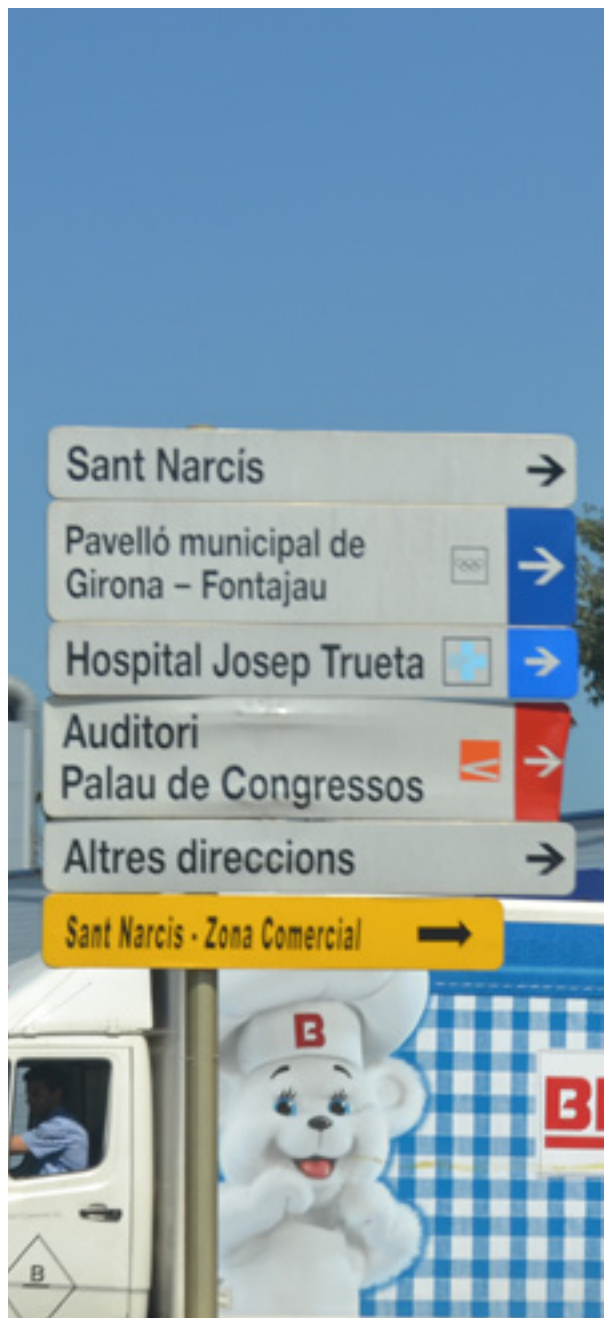 Sant Narcís
Pavelló municipal de
Girona – Fontajau
Hospital Josep Trueta
Auditori
Palau de Congressos
Altres direccions
Sant Narcis - Zona Comercial
B
B